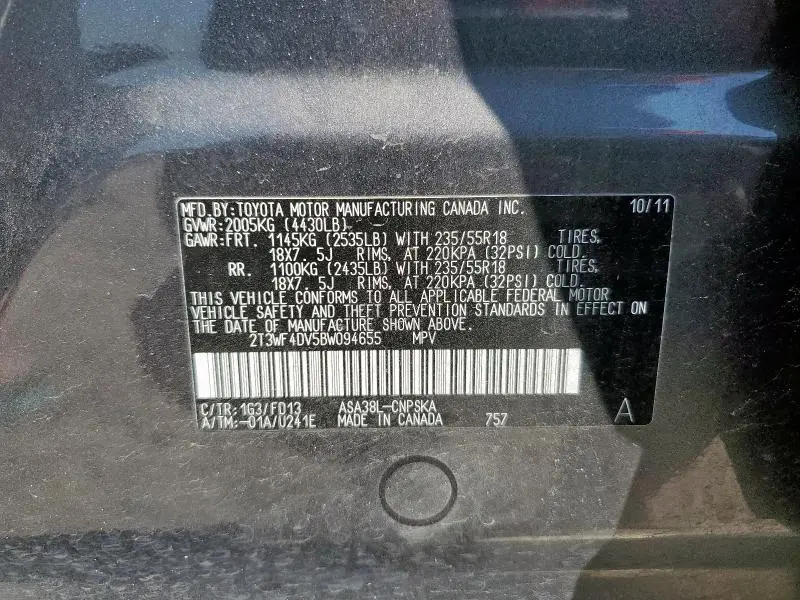 MFD.BY:TOYOTA MOTOR MANUFACTURING CANADA INC. 10/11
GVWR:2005KG (4430LB)
GAWR:FRT. 1145KG (2535LB) WITH 235/55R18 TIRES,
18X7. 5J RIMS, AT 220KPA (32PSI) COLD.
RR. 1100KG (2435LB) WITH 235/55R18 TIRES,
18X7. 5J RIMS, AT 220KPA (32PSI) COLD.
THIS VEHICLE CONFORMS TO ALL APPLICABLE FEDERAL MOTOR
VEHICLE SAFETY AND THEFT PREVENTION STANDARDS IN EFFECT ON
THE DATE OF MANUFACTURE SHOWN ABOVE.
2T3WF4DV5BW094655 MPV
C/TR:1G3/FD13 ASA38L-CNPSKA
A/TM:-01A/U241E MADE IN CANADA 757 A